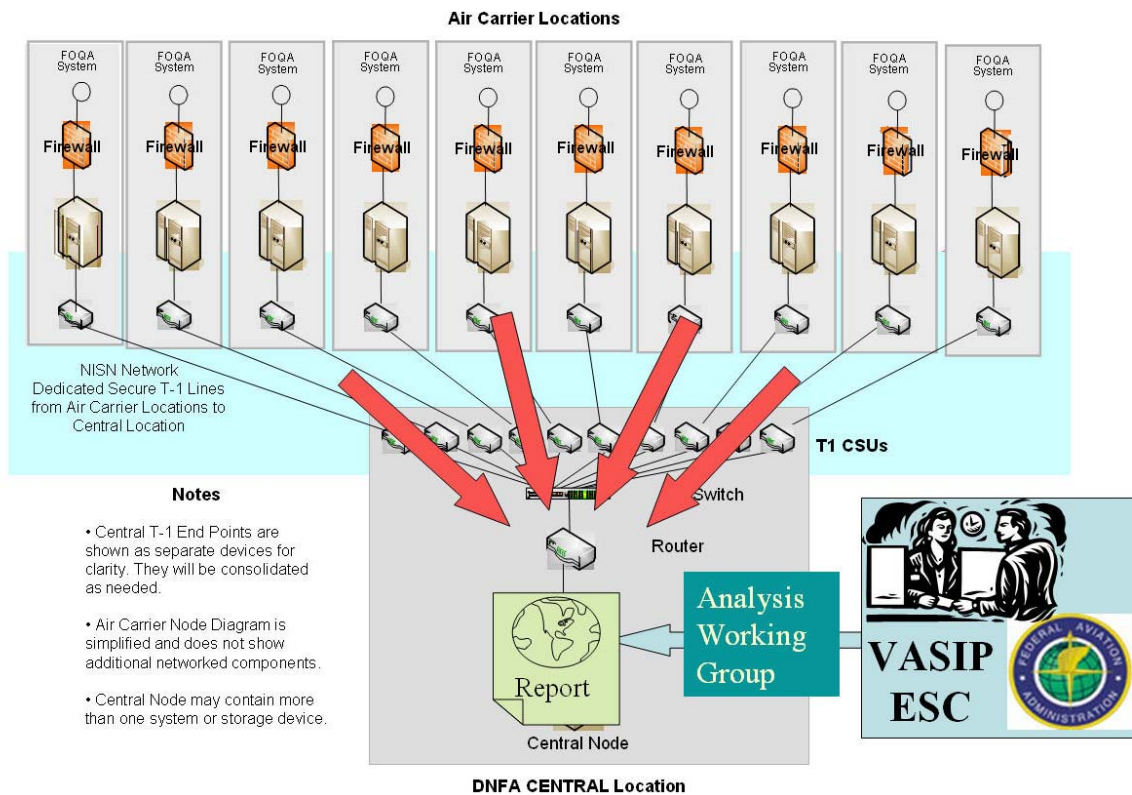 Air Carrier Locations
FOQA
System
FOQA
System
FOQA
System
FOQA
System
FOQA
System
FOQA
System
FOQA
System
FOQA
System
FOQA
System
FOQA
System
Firewall
Firewall
Firewall
Firewall
Firewall
Firewall
Firewall
Firewall
Firewall
Firewall
NISN Network
Dedicated Secure T-1 Lines
from Air Carrier Locations to
Central Location
T1 CSUs
Switch
Router
Notes
• Central T-1 End Points are
shown as separate devices for
clarity. They will be consolidated
as needed.
• Air Carrier Node Diagram is
simplified and does not show
additional networked components.
• Central Node may contain more
than one system or storage device.
Report
Central Node
Analysis
Working
Group
VASIP
ESC
FEDERAL AVIATION
ADMINISTRATION
DNFA CENTRAL Location